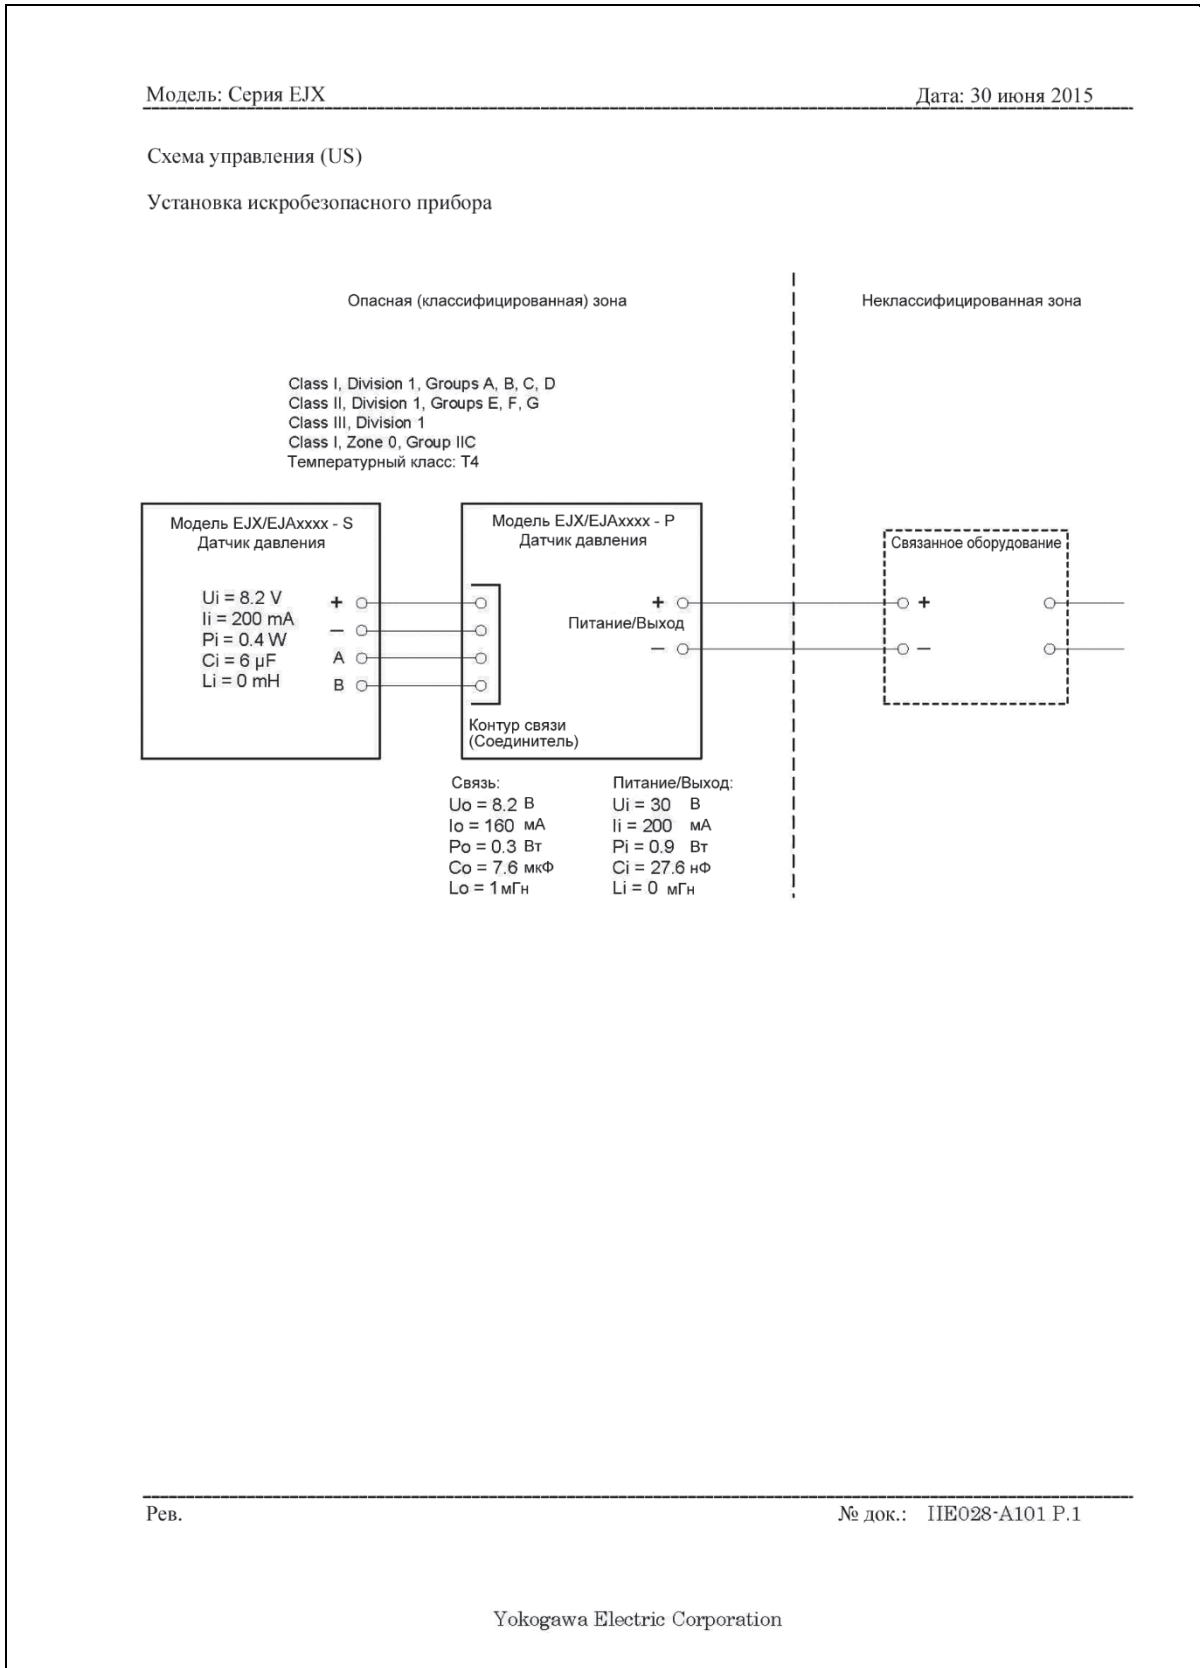 Модель: Серия EJX
Дата: 30 июня 2015
Схема управления (US)
Установка искробезопасного прибора
Опасная (классифицированная) зона
Неклассифицированная зона
Class I, Division 1, Groups A, B, C, D
Class II, Division 1, Groups E, F, G
Class III, Division 1
Class I, Zone 0, Group IIC
Температурный класс: T4
Модель EJX/EJAxxxx - S
Датчик давления
Ui = 8.2 V
Ii = 200 mA
Pi = 0.4 W
Ci = 6 µF
Li = 0 mH
+
−
A
B
Модель EJX/EJAxxxx - P
Датчик давления
+
Питание/Выход
−
Контур связи
(Соединитель)
Связанное оборудование
+
−
Связь:
Uo = 8.2 В
Io = 160 мА
Po = 0.3 Вт
Co = 7.6 мкФ
Lo = 1 мГн
Питание/Выход:
Ui = 30 В
Ii = 200 мА
Pi = 0.9 Вт
Ci = 27.6 нФ
Li = 0 мГн
Рев.
№ док.: IIE028-A101 P.1
Yokogawa Electric Corporation